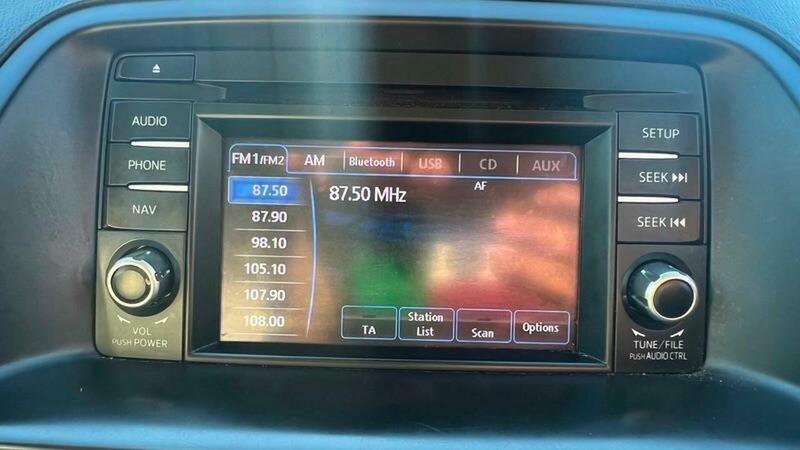 AUDIO
PHONE
NAV
VOL
PUSH POWER
FM1/FM2 AM Bluetooth USB CD AUX
AF
87.50
87.90
98.10
105.10
107.90
108.00
87.50 MHz
TA
Station
List
Scan
Options
SETUP
SEEK
SEEK
TUNE/FILE
PUSH AUDIO CTRL